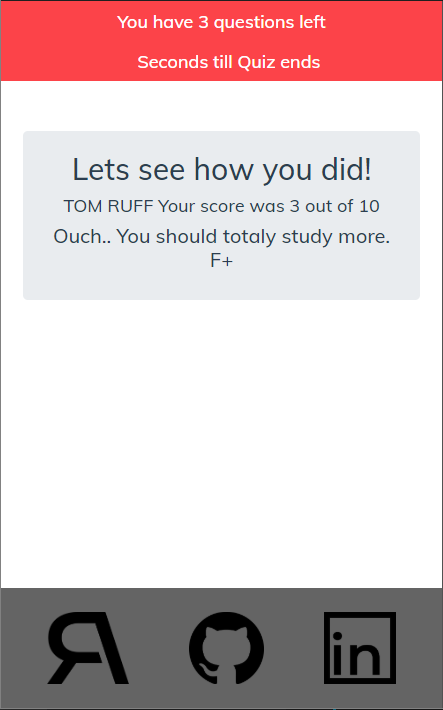 You have 3 questions left
Seconds till Quiz ends
Lets see how you did!
TOM RUFF Your score was 3 out of 10
Ouch.. You should totaly study more.
F+
in